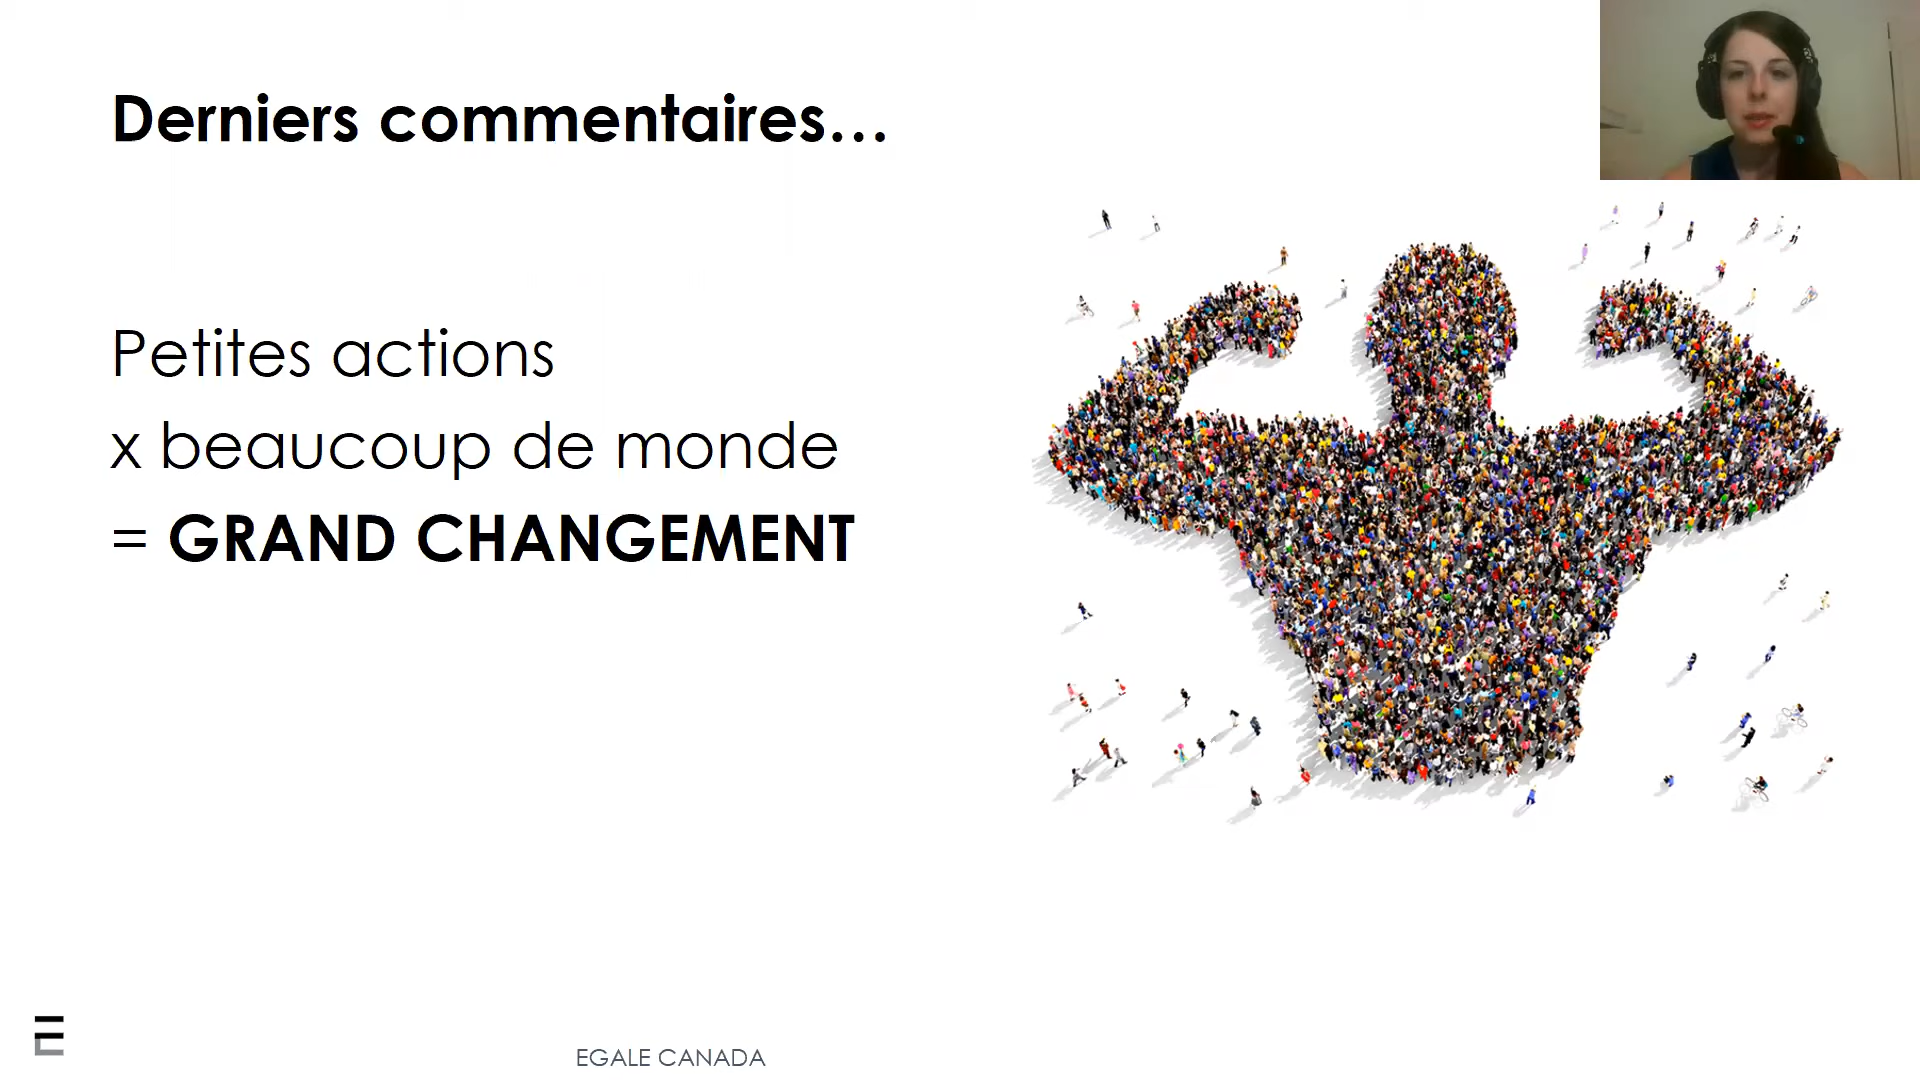 Derniers commentaires...
Petites actions
x beaucoup de monde
= GRAND CHANGEMENT
EGALE CANADA